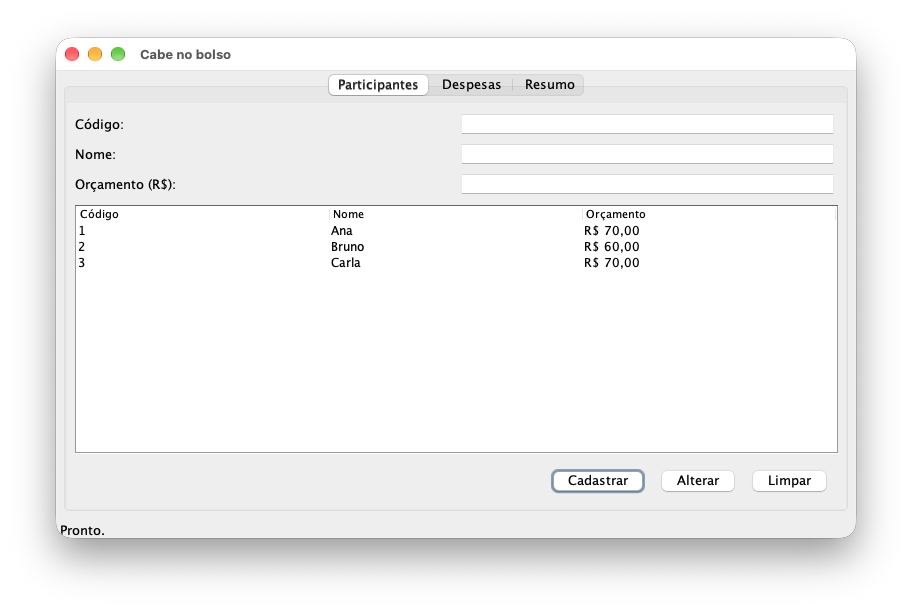 Cabe no bolso
Participantes Despesas Resumo
Código:
Nome:
Orçamento (R$):
Código Nome Orçamento
1 Ana R$ 70,00
2 Bruno R$ 60,00
3 Carla R$ 70,00
Cadastrar Alterar Limpar
Pronto.